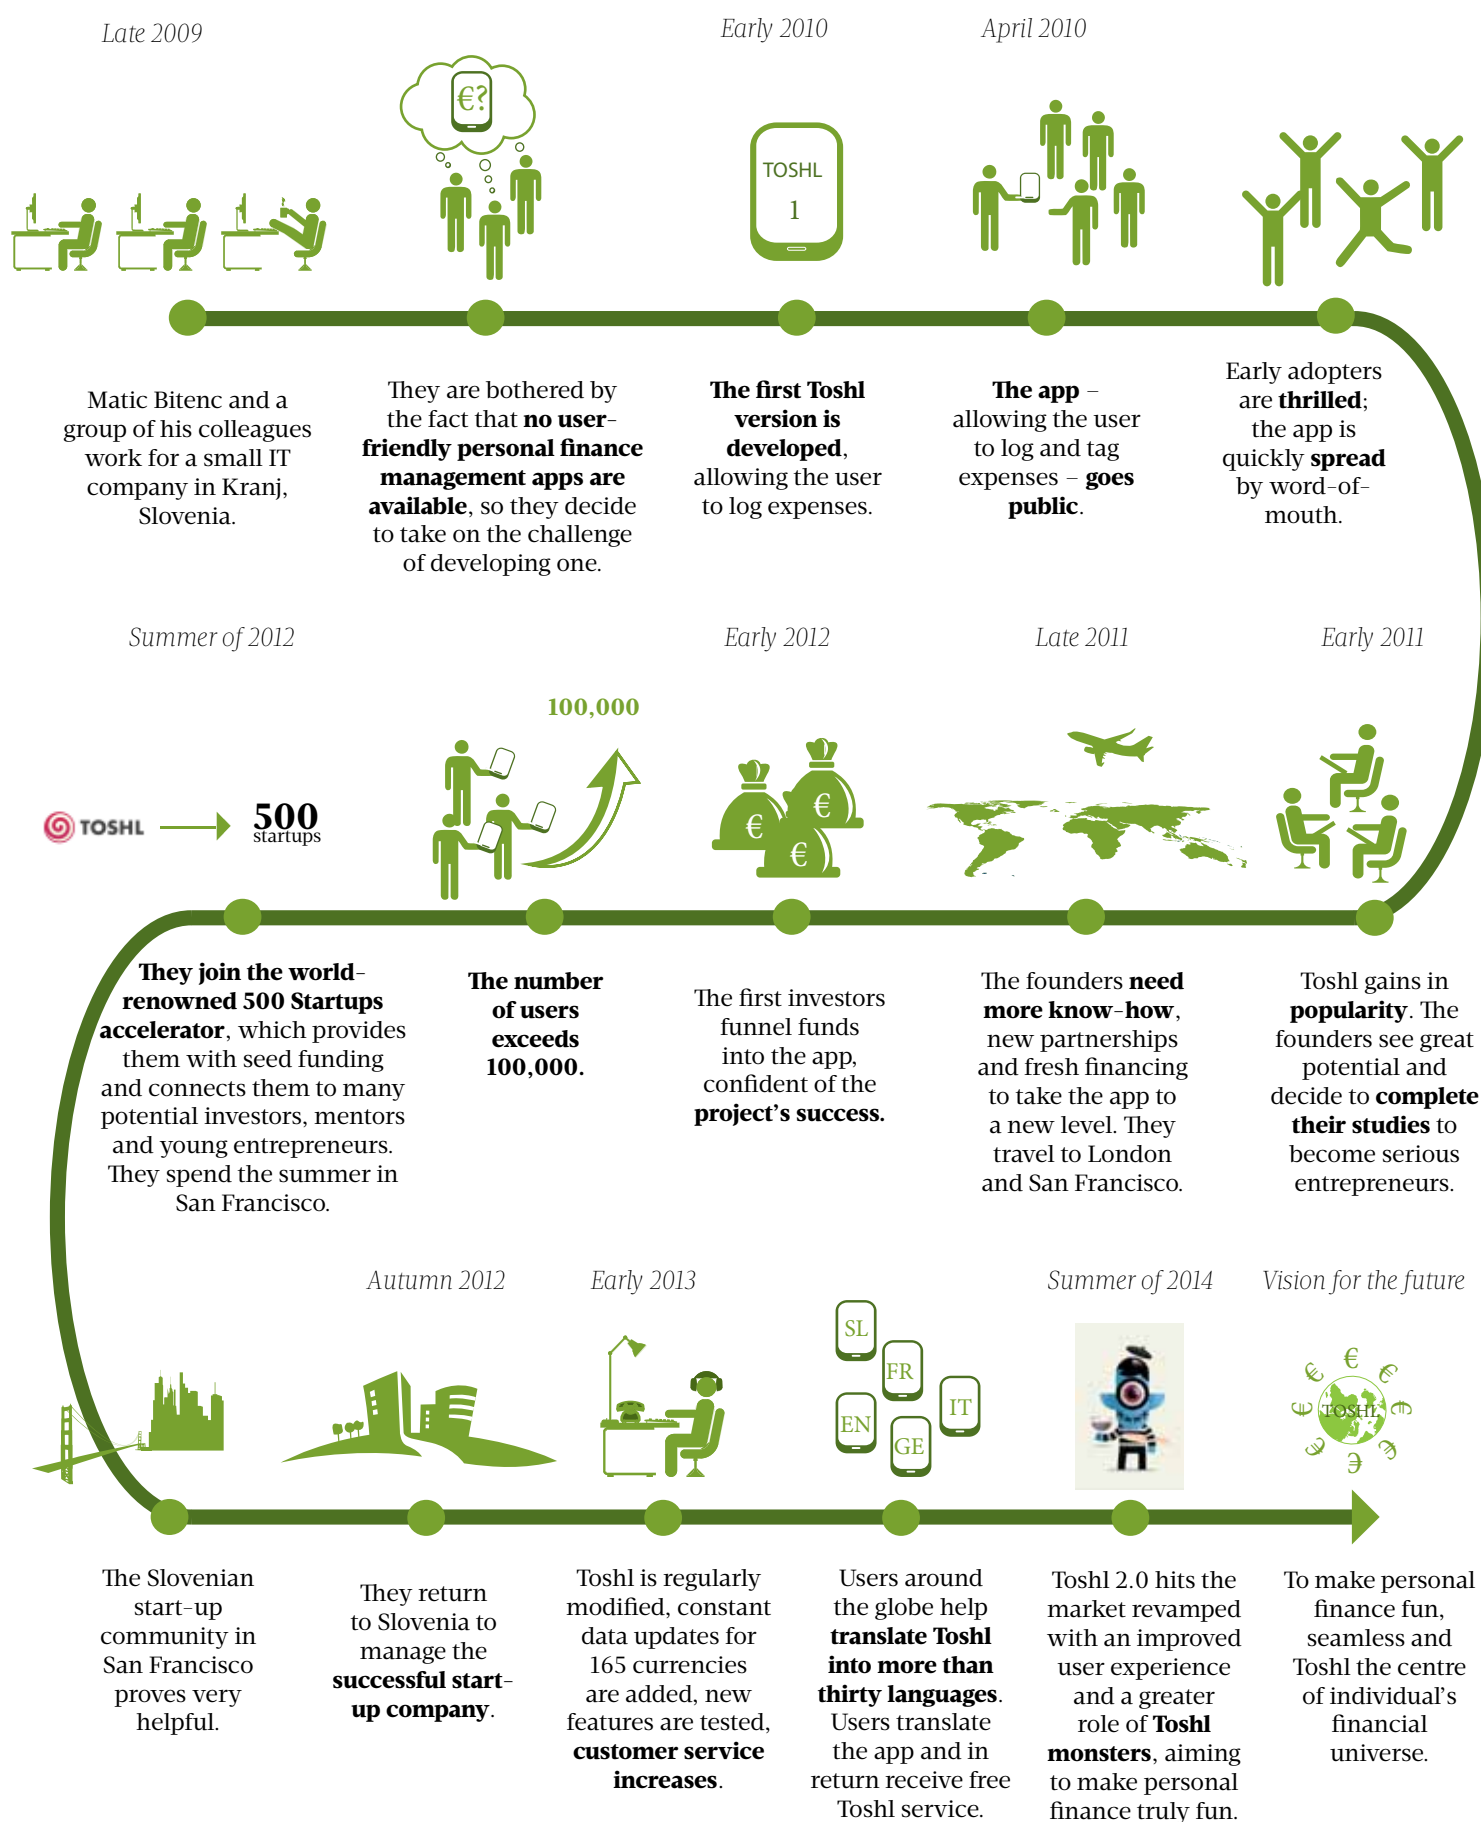 Late 2009
Early 2010
April 2010
€?
TOSHL
1
Matic Bitenc and a
group of his colleagues
work for a small IT
company in Kranj,
Slovenia.
They are bothered by
the fact that no user-
friendly personal finance
management apps are
available, so they decide
to take on the challenge
of developing one.
The first Toshl
version is
developed,
allowing the user
to log expenses.
The app –
allowing the user
to log and tag
expenses – goes
public.
Early adopters
are thrilled;
the app is
quickly spread
by word-of-
mouth.
Early 2011
Late 2011
Early 2012
Summer of 2012
€
€
€
100,000
TOSHL
500
startups
Toshl gains in
popularity. The
founders see great
potential and
decide to complete
their studies to
become serious
entrepreneurs.
The founders need
more know-how,
new partnerships
and fresh financing
to take the app to
a new level. They
travel to London
and San Francisco.
The first investors
funnel funds
into the app,
confident of the
project's success.
The number
of users
exceeds
100,000.
They join the world-
renowned 500 Startups
accelerator, which provides
them with seed funding
and connects them to many
potential investors, mentors
and young entrepreneurs.
They spend the summer in
San Francisco.
Autumn 2012
Early 2013
Summer of 2014
Vision for the future
SL
FR
IT
EN
GE
€
€
€
€
€
€
€
€
TOSHL
The Slovenian
start-up
community in
San Francisco
proves very
helpful.
They return
to Slovenia to
manage the
successful start-
up company.
Toshl is regularly
modified, constant
data updates for
165 currencies
are added, new
features are tested,
customer service
increases.
Users around
the globe help
translate Toshl
into more than
thirty languages.
Users translate
the app and in
return receive free
Toshl service.
Toshl 2.0 hits the
market revamped
with an improved
user experience
and a greater
role of Toshl
monsters, aiming
to make personal
finance truly fun.
To make personal
finance fun,
seamless and
Toshl the centre
of individual's
financial
universe.